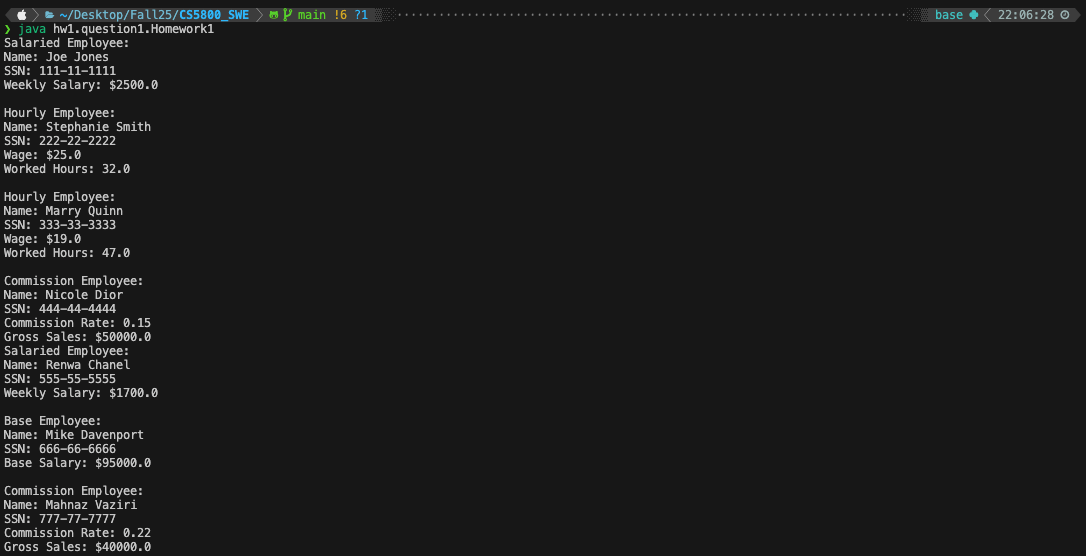 ~/Desktop/Fall25/CS5800_SWE main !6 ?1 base 22:06:28
❯ java hw1.question1.Homework1
Salaried Employee:
Name: Joe Jones
SSN: 111-11-1111
Weekly Salary: $2500.0
Hourly Employee:
Name: Stephanie Smith
SSN: 222-22-2222
Wage: $25.0
Worked Hours: 32.0
Hourly Employee:
Name: Marry Quinn
SSN: 333-33-3333
Wage: $19.0
Worked Hours: 47.0
Commission Employee:
Name: Nicole Dior
SSN: 444-44-4444
Commission Rate: 0.15
Gross Sales: $50000.0
Salaried Employee:
Name: Renwa Chanel
SSN: 555-55-5555
Weekly Salary: $1700.0
Base Employee:
Name: Mike Davenport
SSN: 666-66-6666
Base Salary: $95000.0
Commission Employee:
Name: Mahnaz Vaziri
SSN: 777-77-7777
Commission Rate: 0.22
Gross Sales: $40000.0